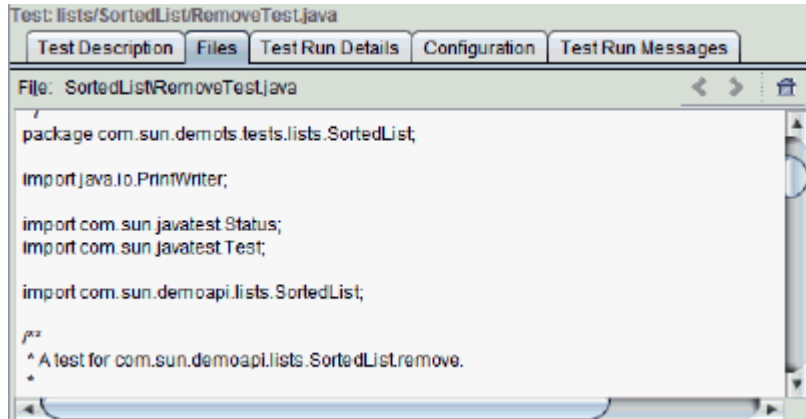 Test: lists/SortedList/RemoveTest.java
Test Description Files Test Run Details Configuration Test Run Messages
File: SortedList\RemoveTest.java
*/
package com.sun.demots.tests.lists.SortedList;
import java.io.PrintWriter;
import com.sun.javatest.Status;
import com.sun.javatest.Test;
import com.sun.demoapi.lists.SortedList;
/**
* A test for com.sun.demoapi.lists.SortedList.remove.
*